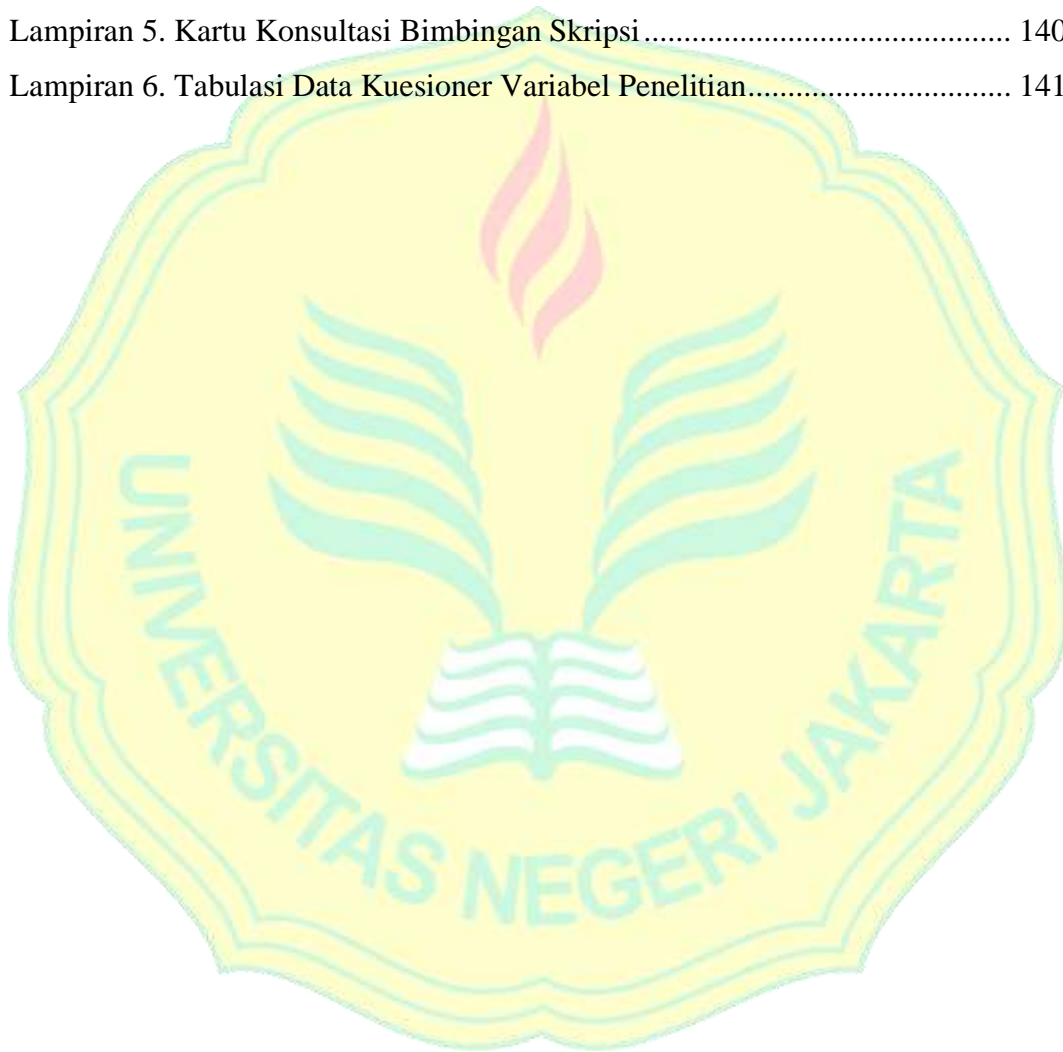 Lampiran 5. Kartu Konsultasi Bimbingan Skripsi............................................ 140
Lampiran 6. Tabulasi Data Kuesioner Variabel Penelitian................................ 141
UNIVERSITAS NEGERI JAKARTA